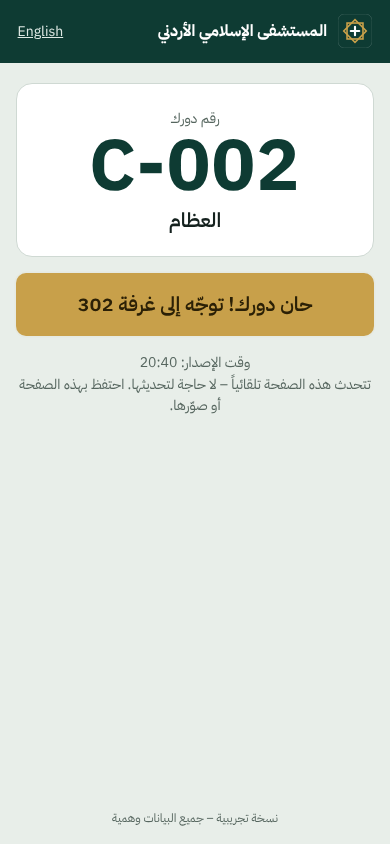 المستشفى الإسلامي الأردني
English
رقم دورك
C-002
العظام
حان دورك! توجّه إلى غرفة 302
وقت الإصدار: 20:40
تتحدث هذه الصفحة تلقائياً – لا حاجة لتحديثها. احتفظ بهذه الصفحة
أو صوّرها.
نسخة تجريبية – جميع البيانات وهمية